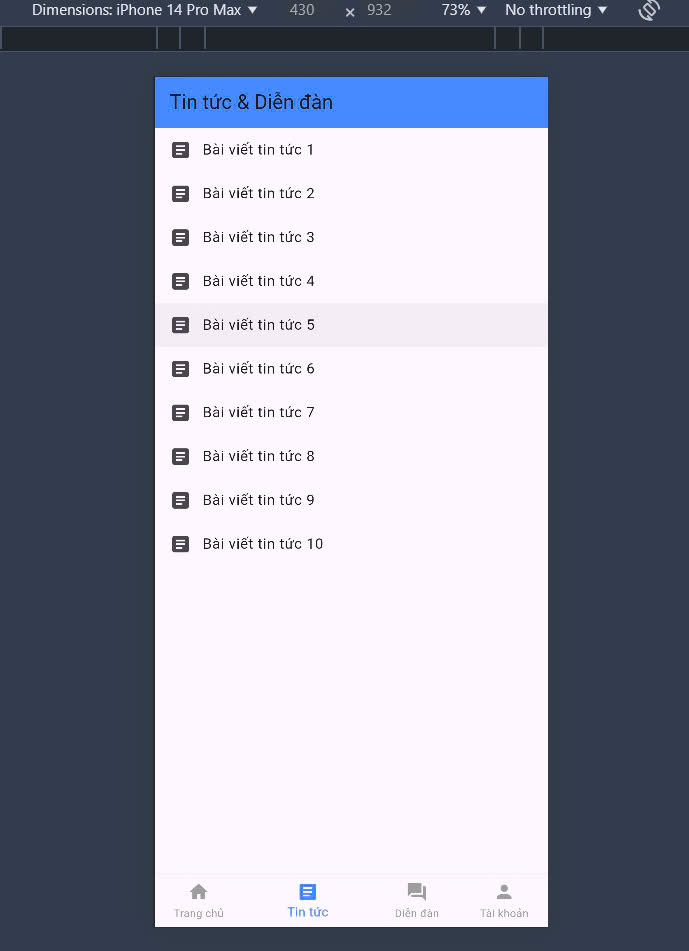 Dimensions: iPhone 14 Pro Max ▼ 430 × 932 73% ▼ No throttling ▼
Tin tức & Diễn đàn
Bài viết tin tức 1
Bài viết tin tức 2
Bài viết tin tức 3
Bài viết tin tức 4
Bài viết tin tức 5
Bài viết tin tức 6
Bài viết tin tức 7
Bài viết tin tức 8
Bài viết tin tức 9
Bài viết tin tức 10
Trang chủ Tin tức Diễn đàn Tài khoản